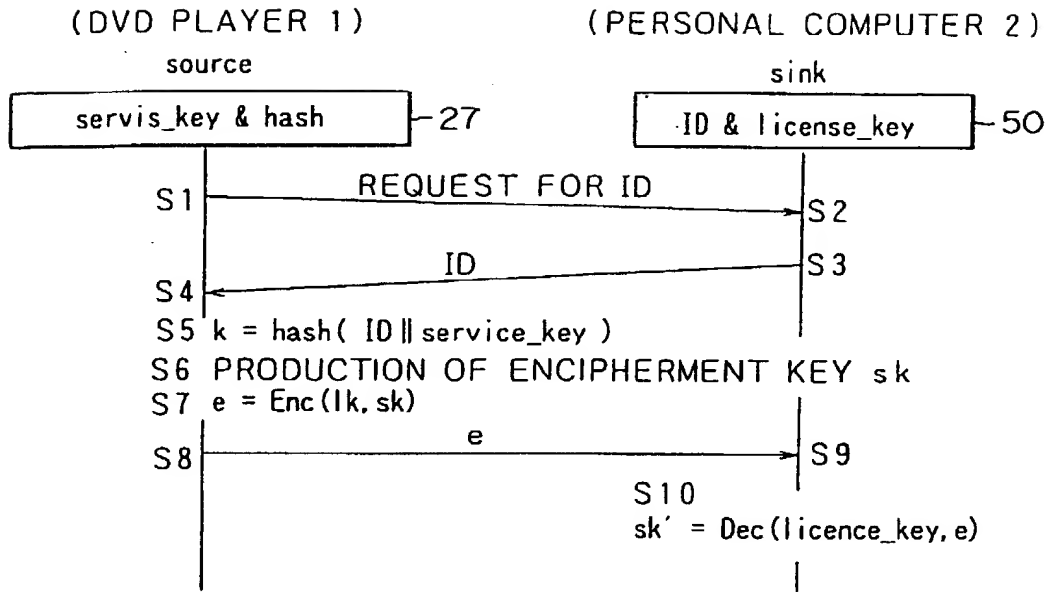 (DVD PLAYER 1)
(PERSONAL COMPUTER 2)
source
sink
servis_key & hash
27
ID & license_key
50
S1
REQUEST FOR ID
S2
ID
S3
S4
S5 k = hash( ID || service_key )
S6 PRODUCTION OF ENCIPHERMENT KEY sk
S7 e = Enc(lk, sk)
S8
e
S9
S10
sk′ = Dec(licence_key, e)